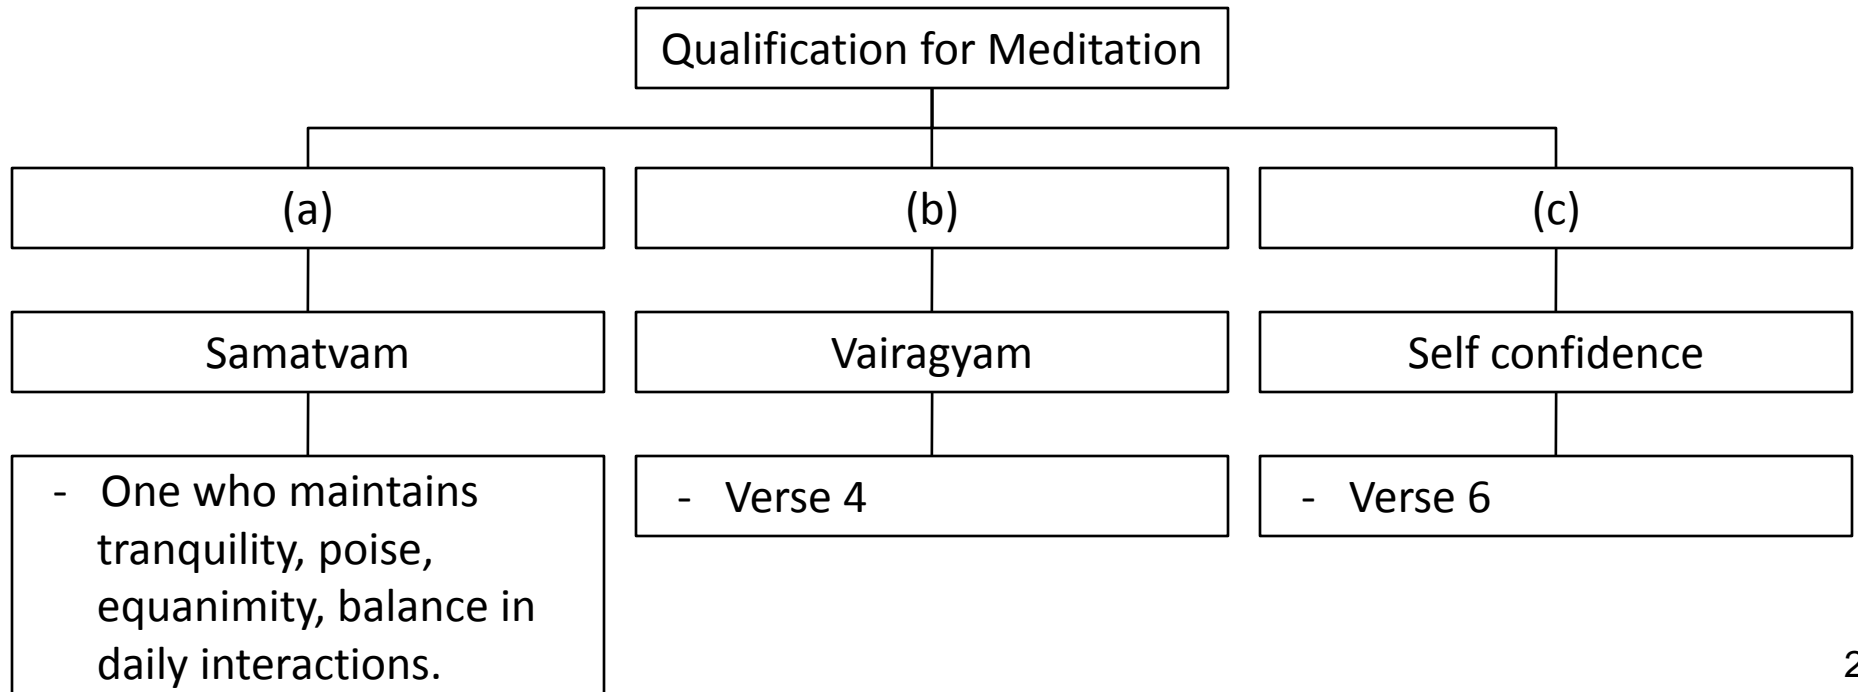 Qualification for Meditation
(a)
(b)
(c)
Samatvam
Vairagyam
Self confidence
- One who maintains
tranquility, poise,
equanimity, balance in
daily interactions.
- Verse 4
- Verse 6
2